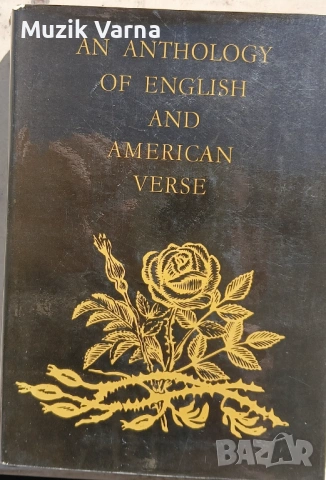 Muzik Varna
AN ANTHOLOGY
OF ENGLISH
AND
AMERICAN
VERSE
BAZAR